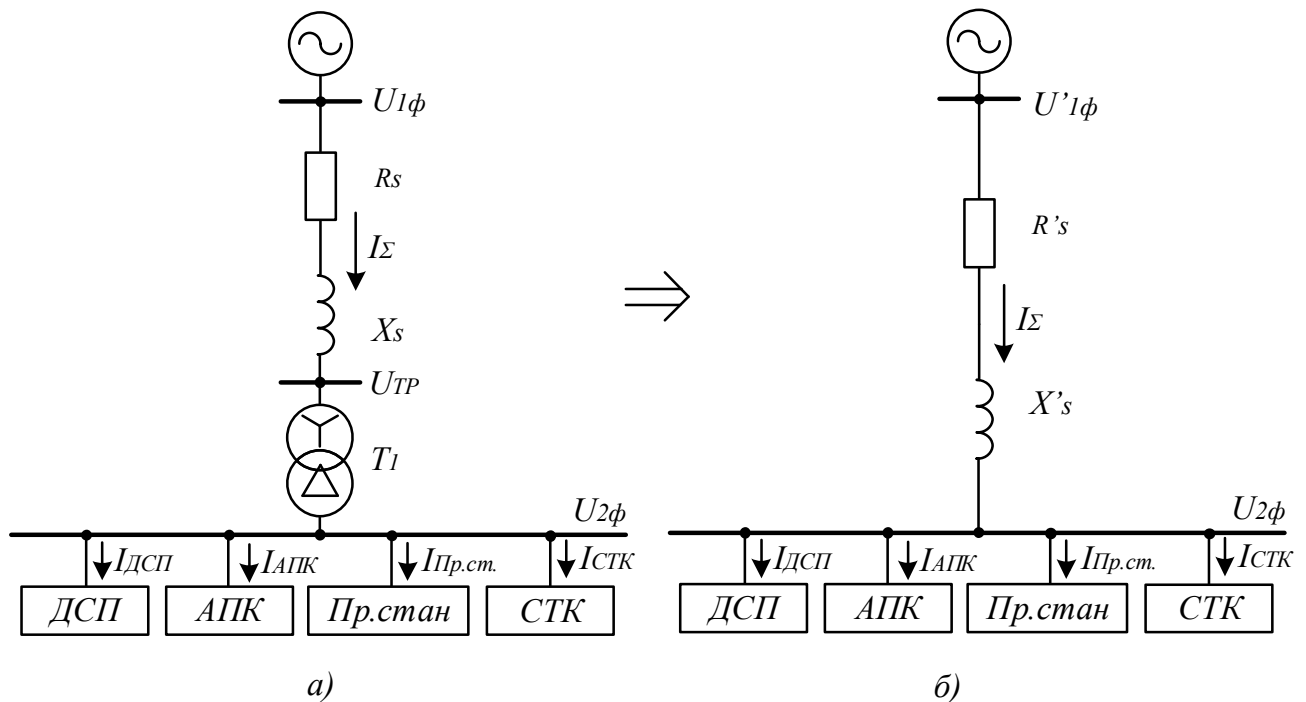 U1ф
Rs
IΣ
Xs
UТР
T1
U2ф
IДСП
IАПК
IПр.ст.
IСТК
ДСП
АПК
Пр.стан
СТК
а)
U’1ф
R’s
IΣ
X’s
U2ф
IДСП
IАПК
IПр.ст.
IСТК
ДСП
АПК
Пр.стан
СТК
б)